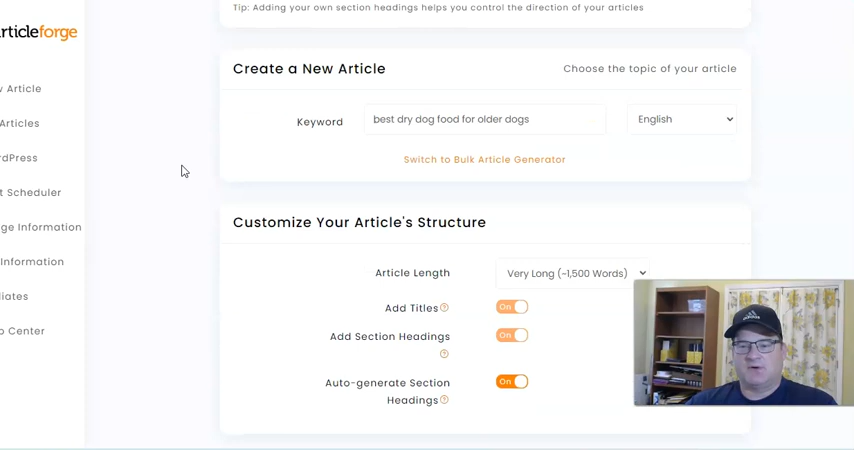 Tip: Adding your own section headings helps you control the direction of your articles
rticleforge
Create a New Article
Choose the topic of your article
w Article
Keyword
best dry dog food for older dogs
English
Articles
rdPress
Switch to Bulk Article Generator
t Scheduler
Customize Your Article's Structure
ge Information
Information
Article Length
Very Long (~1,500 Words)
liates
Add Titles
On
p Center
Add Section Headings
On
Auto-generate Section
Headings
On
adidas